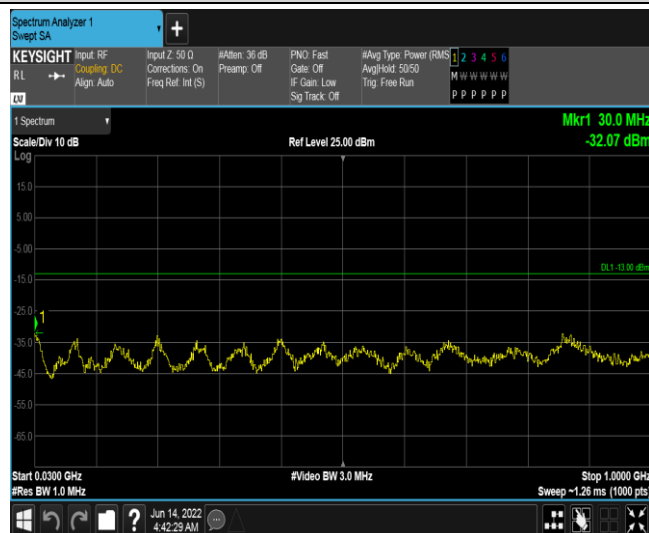 Spectrum Analyzer 1
Swept SA
+
KEYSIGHT
RL
Input: RF
Coupling: DC
Align: Auto
Input Z: 50 Ω
Corrections: On
Freq Ref: Int (S)
#Atten: 36 dB
Preamp: Off
PNO: Fast
Gate: Off
IF Gain: Low
Sig Track: Off
#Avg Type: Power (RMS
Avg|Hold: 50/50
Trig: Free Run
1 2 3 4 5 6
M W W W W W
P P P P P P
1 Spectrum
Mkr1 30.0 MHz
Scale/Div 10 dB
Ref Level 25.00 dBm
-32.07 dBm
Log
15.0
5.00
-5.00
DL1 -13.00 dBm
-15.0
-25.0
1
-35.0
-45.0
-55.0
-65.0
Start 0.0300 GHz
#Video BW 3.0 MHz
Stop 1.0000 GHz
#Res BW 1.0 MHz
Sweep ~1.26 ms (1000 pts)
?
Jun 14, 2022
4:42:29 AM